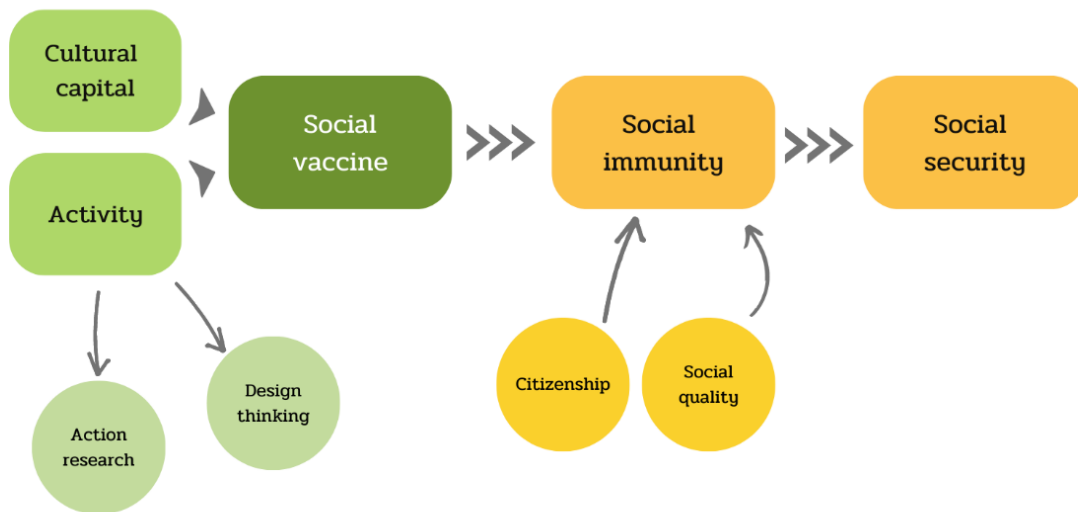 Cultural
capital
Activity
Social
vaccine
Social
immunity
Social
security
Action
research
Design
thinking
Citizenship
Social
quality